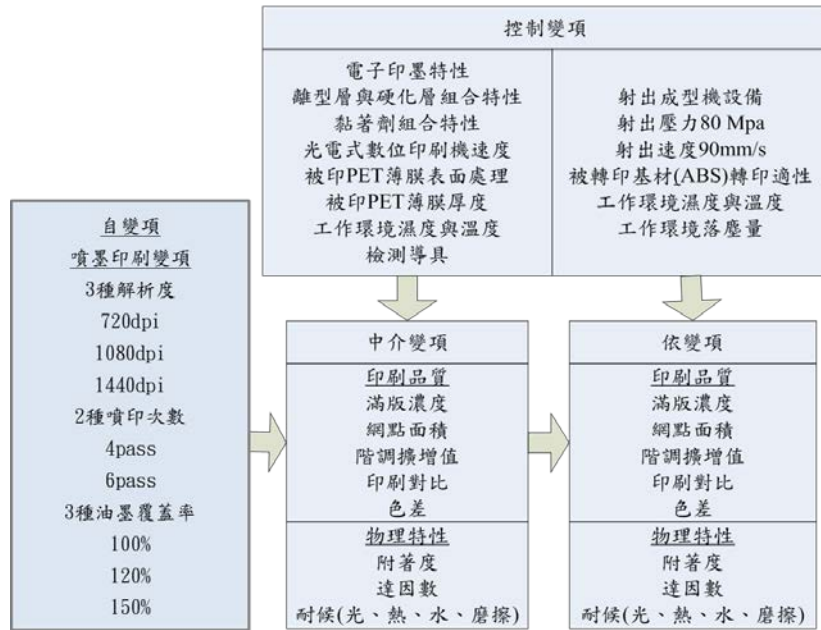 控制變項
電子印墨特性
離型層與硬化層組合特性
黏著劑組合特性
光電式數位印刷機速度
被印PET薄膜表面處理
被印PET薄膜厚度
工作環境濕度與溫度
檢測導具
射出成型機設備
射出壓力80 Mpa
射出速度90mm/s
被轉印基材(ABS)轉印適性
工作環境濕度與溫度
工作環境落塵量
自變項
噴墨印刷變項
3種解析度
720dpi
1080dpi
1440dpi
2種噴印次數
4pass
6pass
3種油墨覆蓋率
100%
120%
150%
中介變項
印刷品質
滿版濃度
網點面積
階調擴增值
印刷對比
色差
物理特性
附著度
達因數
耐候(光、熱、水、磨擦)
依變項
印刷品質
滿版濃度
網點面積
階調擴增值
印刷對比
色差
物理特性
附著度
達因數
耐候(光、熱、水、磨擦)